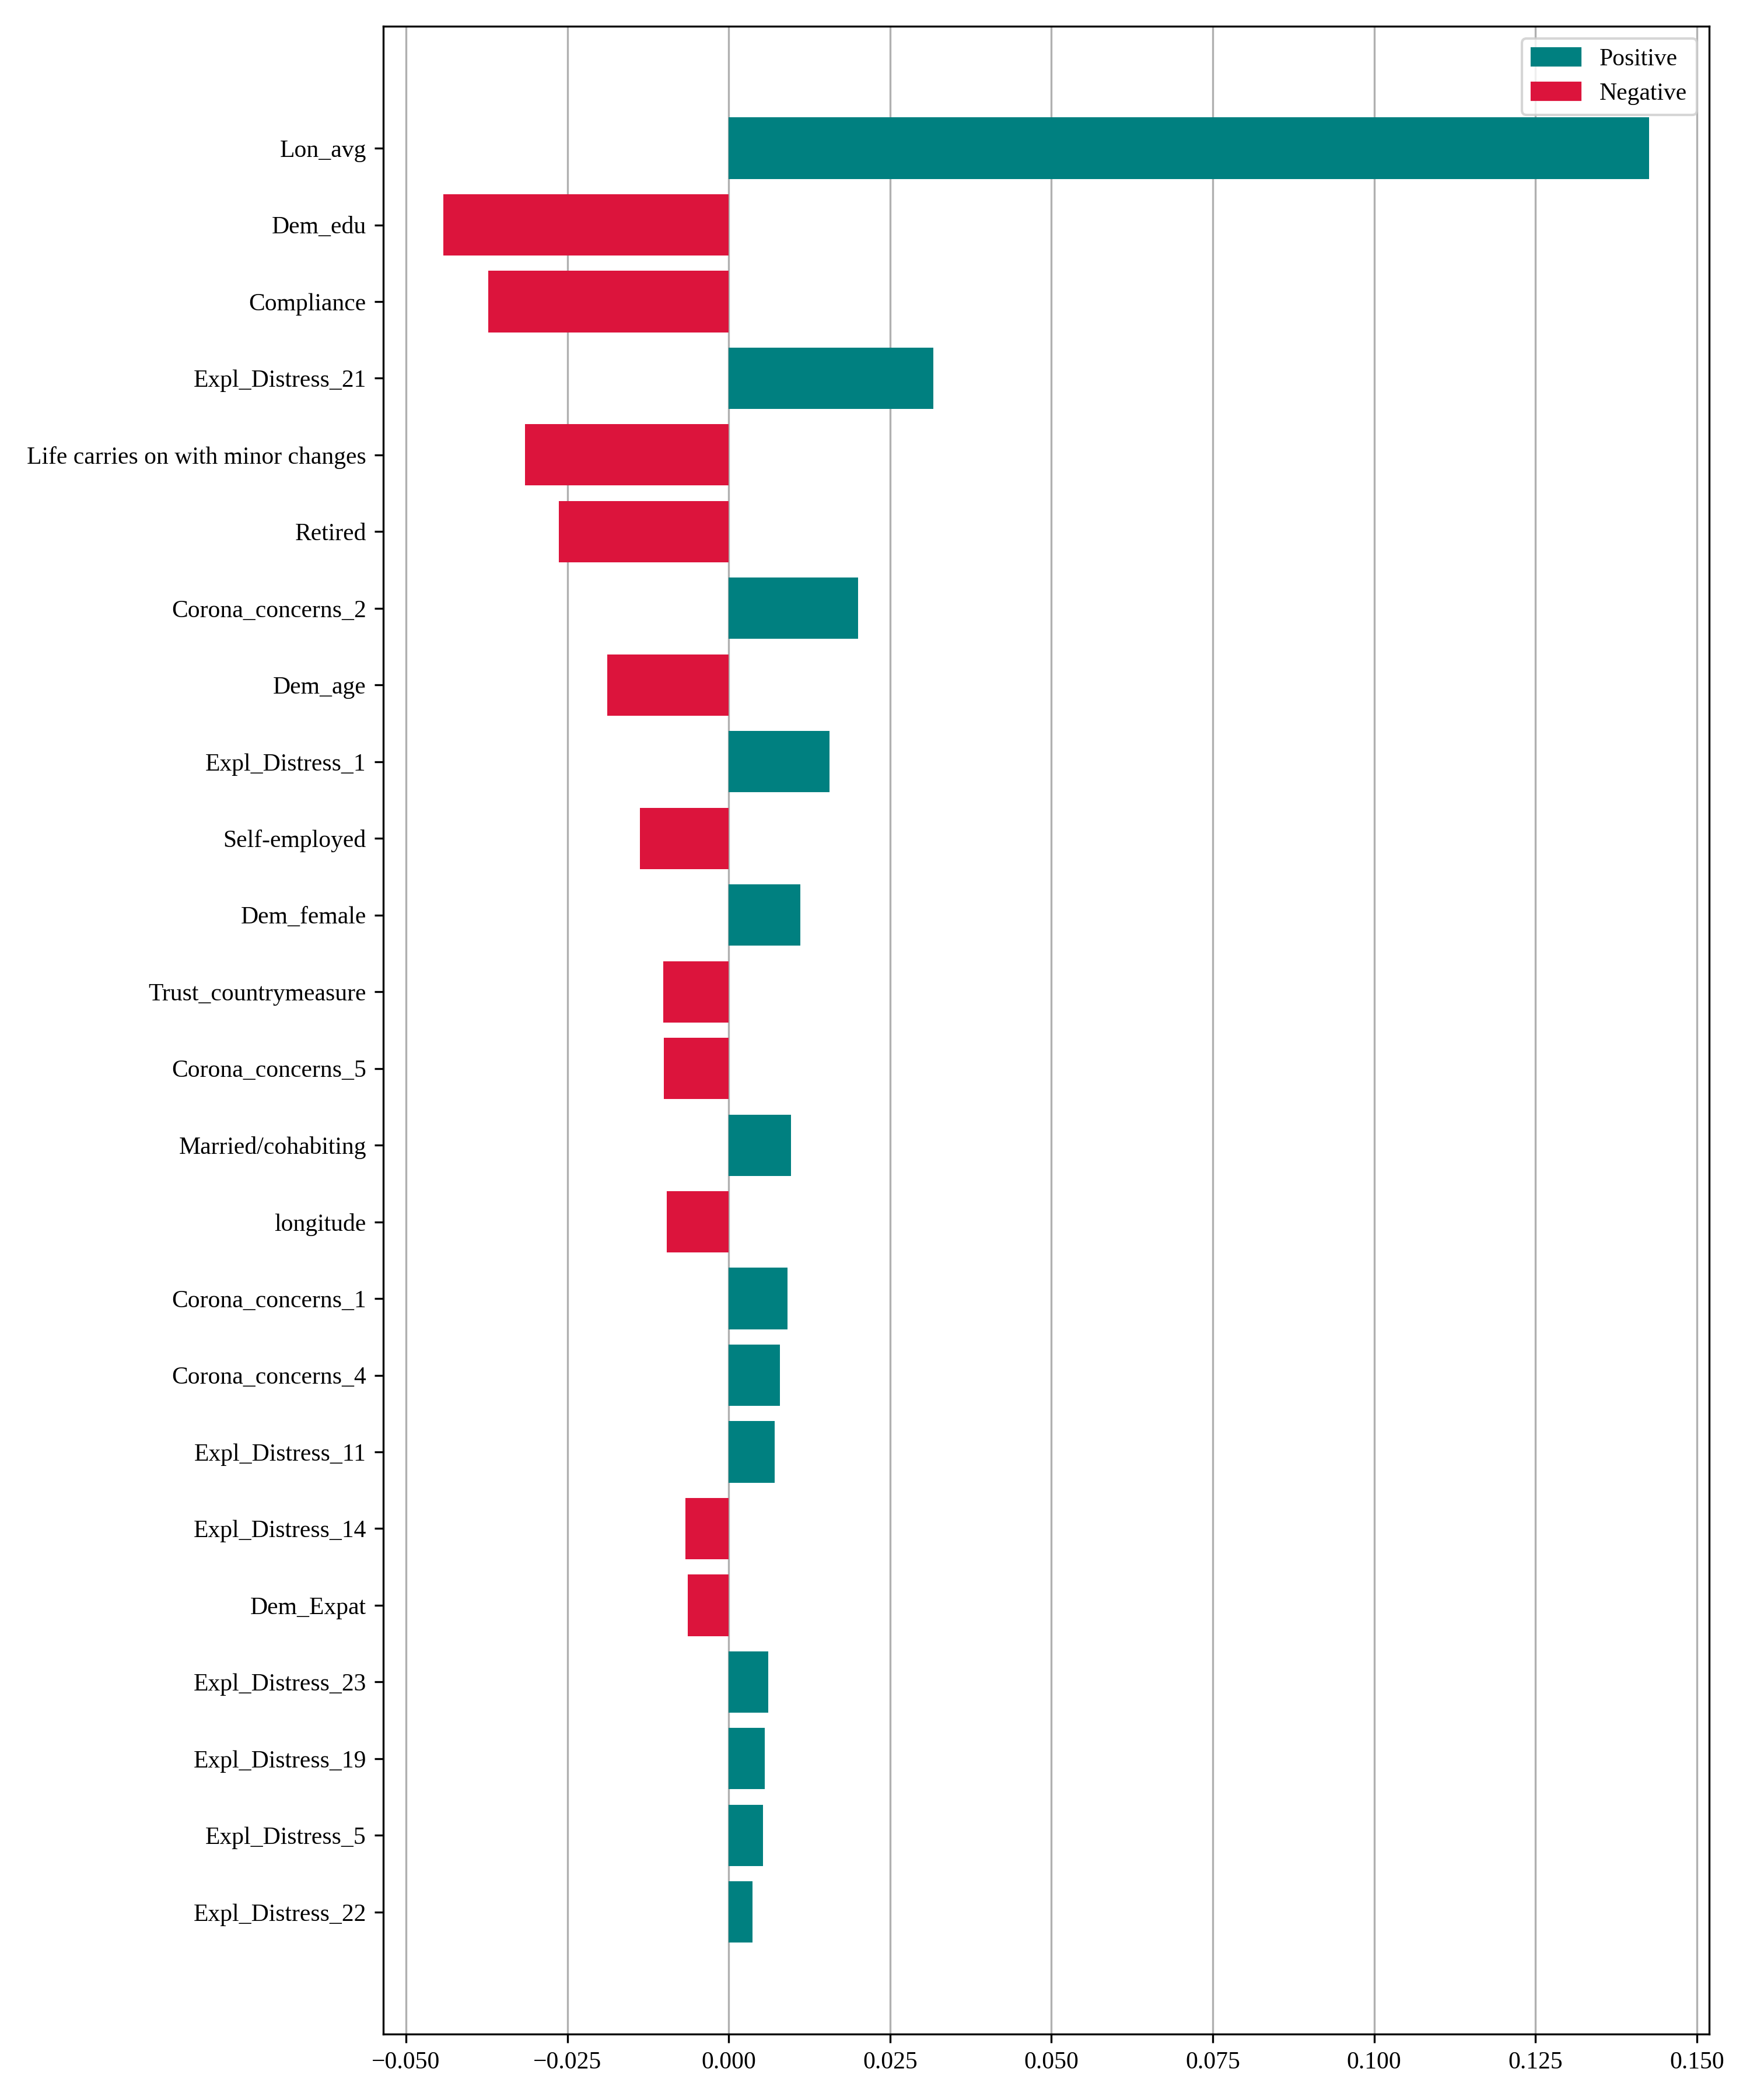 Positive
Negative
Lon_avg
Dem_edu
Compliance
Expl_Distress_21
Life carries on with minor changes
Retired
Corona_concerns_2
Dem_age
Expl_Distress_1
Self-employed
Dem_female
Trust_countrymeasure
Corona_concerns_5
Married/cohabiting
longitude
Corona_concerns_1
Corona_concerns_4
Expl_Distress_11
Expl_Distress_14
Dem_Expat
Expl_Distress_23
Expl_Distress_19
Expl_Distress_5
Expl_Distress_22
−0.050 −0.025 0.000 0.025 0.050 0.075 0.100 0.125 0.150